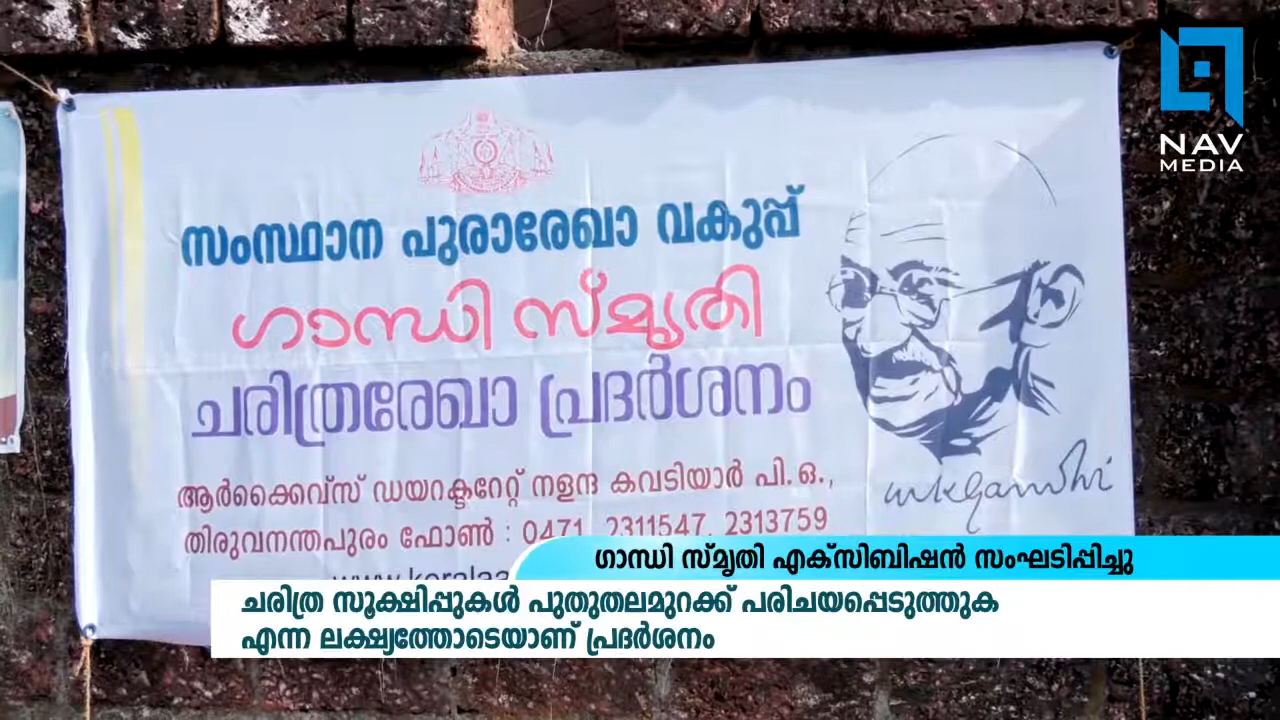 NAV
MEDIA
സംസ്ഥാന പുരാരേഖാ വകുപ്പ്
ഗാന്ധി സ്മൃതി
ചരിത്രരേഖാ പ്രദർശനം
ആർക്കൈവ്സ് ഡയറക്ടറേറ്റ് നളന്ദ കവടിയാർ പി.ഒ.,
തിരുവനന്തപുരം ഫോൺ : 0471 2311547, 2313759
mkgandhi
ഗാന്ധി സ്മൃതി എക്സിബിഷൻ സംഘടിപ്പിച്ചു
ചരിത്ര സൂക്ഷിപ്പുകൾ പുതുതലമുറക്ക് പരിചയപ്പെടുത്തുക
എന്ന ലക്ഷ്യത്തോടെയാണ് പ്രദർശനം